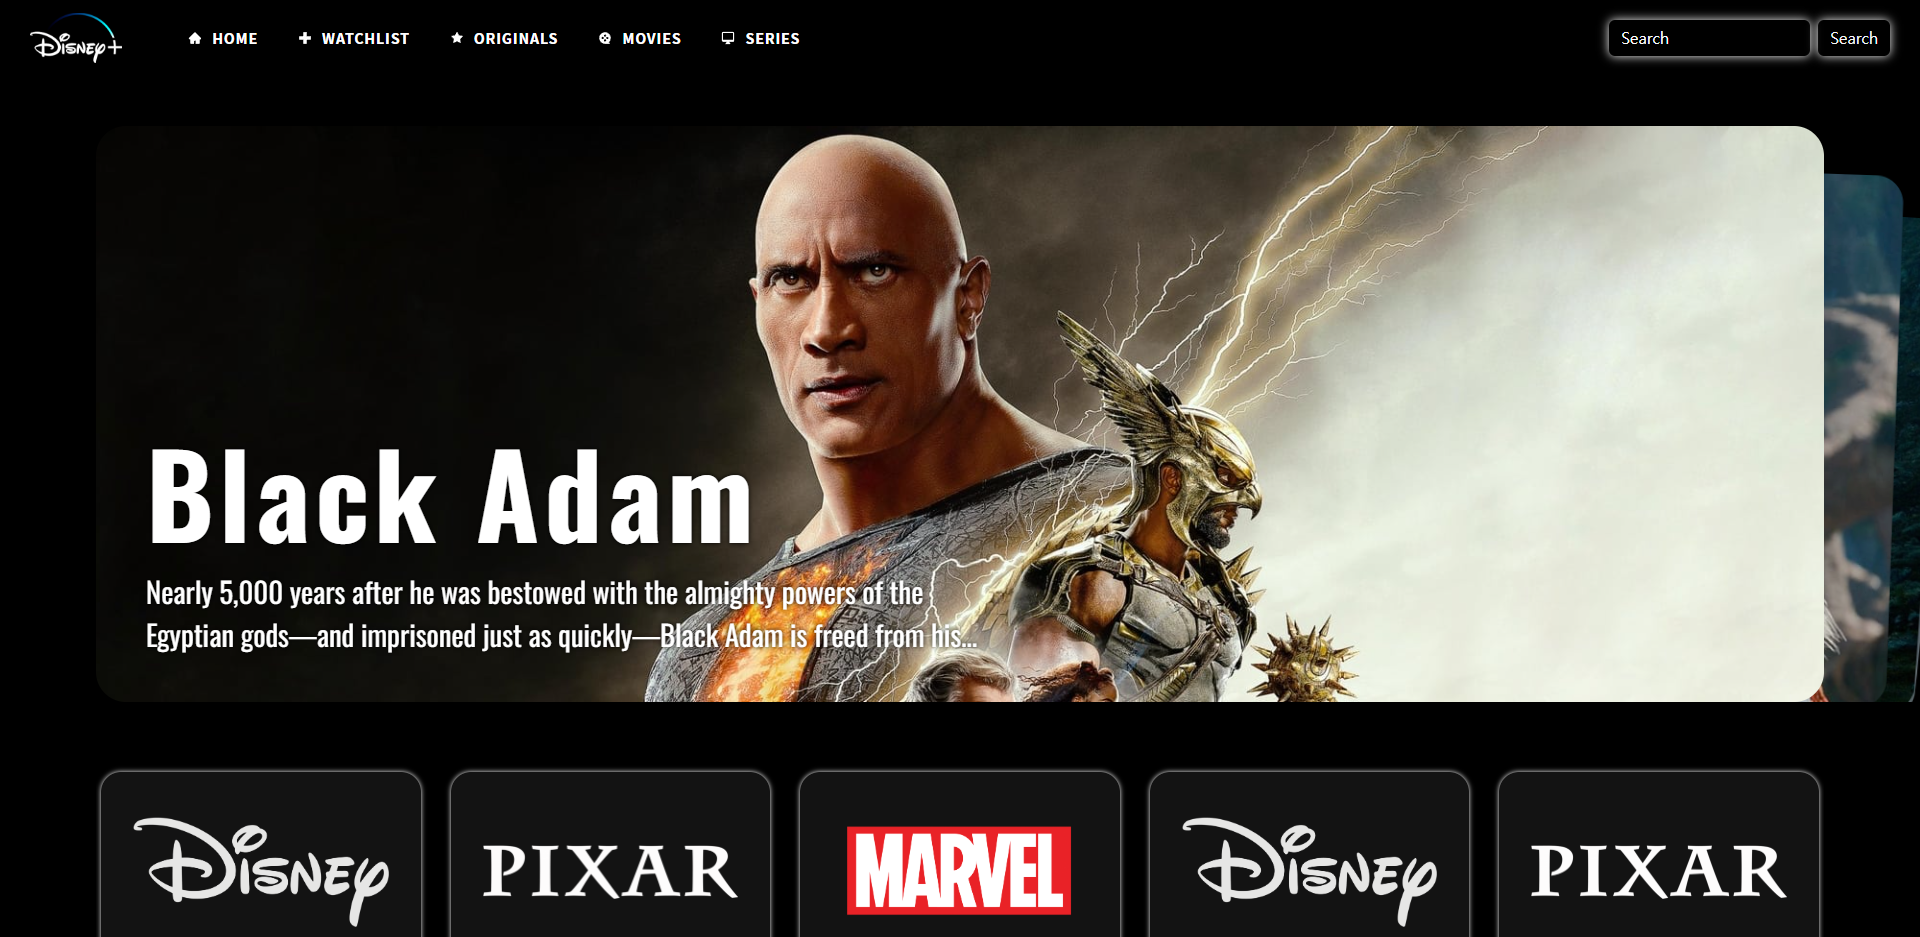 Disney+
HOME
WATCHLIST
ORIGINALS
MOVIES
SERIES
Search
Search
Black Adam
Nearly 5,000 years after he was bestowed with the almighty powers of the
Egyptian gods—and imprisoned just as quickly—Black Adam is freed from his...
Disney
PIXAR
MARVEL
Disney
PIXAR